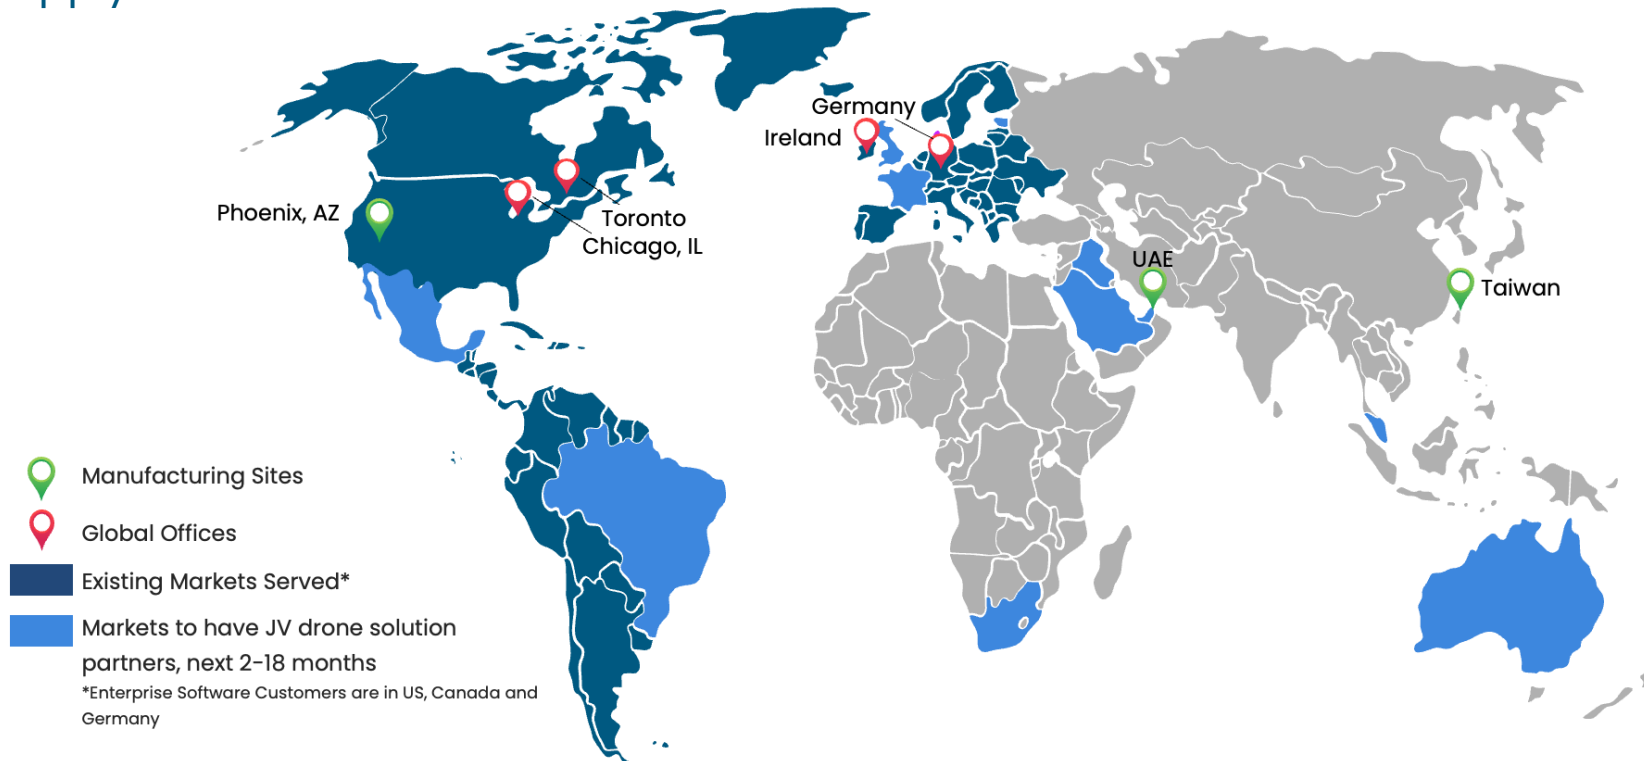 Germany
Ireland
Phoenix, AZ
Toronto
Chicago, IL
UAE
Taiwan
Manufacturing Sites
Global Offices
Existing Markets Served*
Markets to have JV drone solution
partners, next 2-18 months
*Enterprise Software Customers are in US, Canada and
Germany